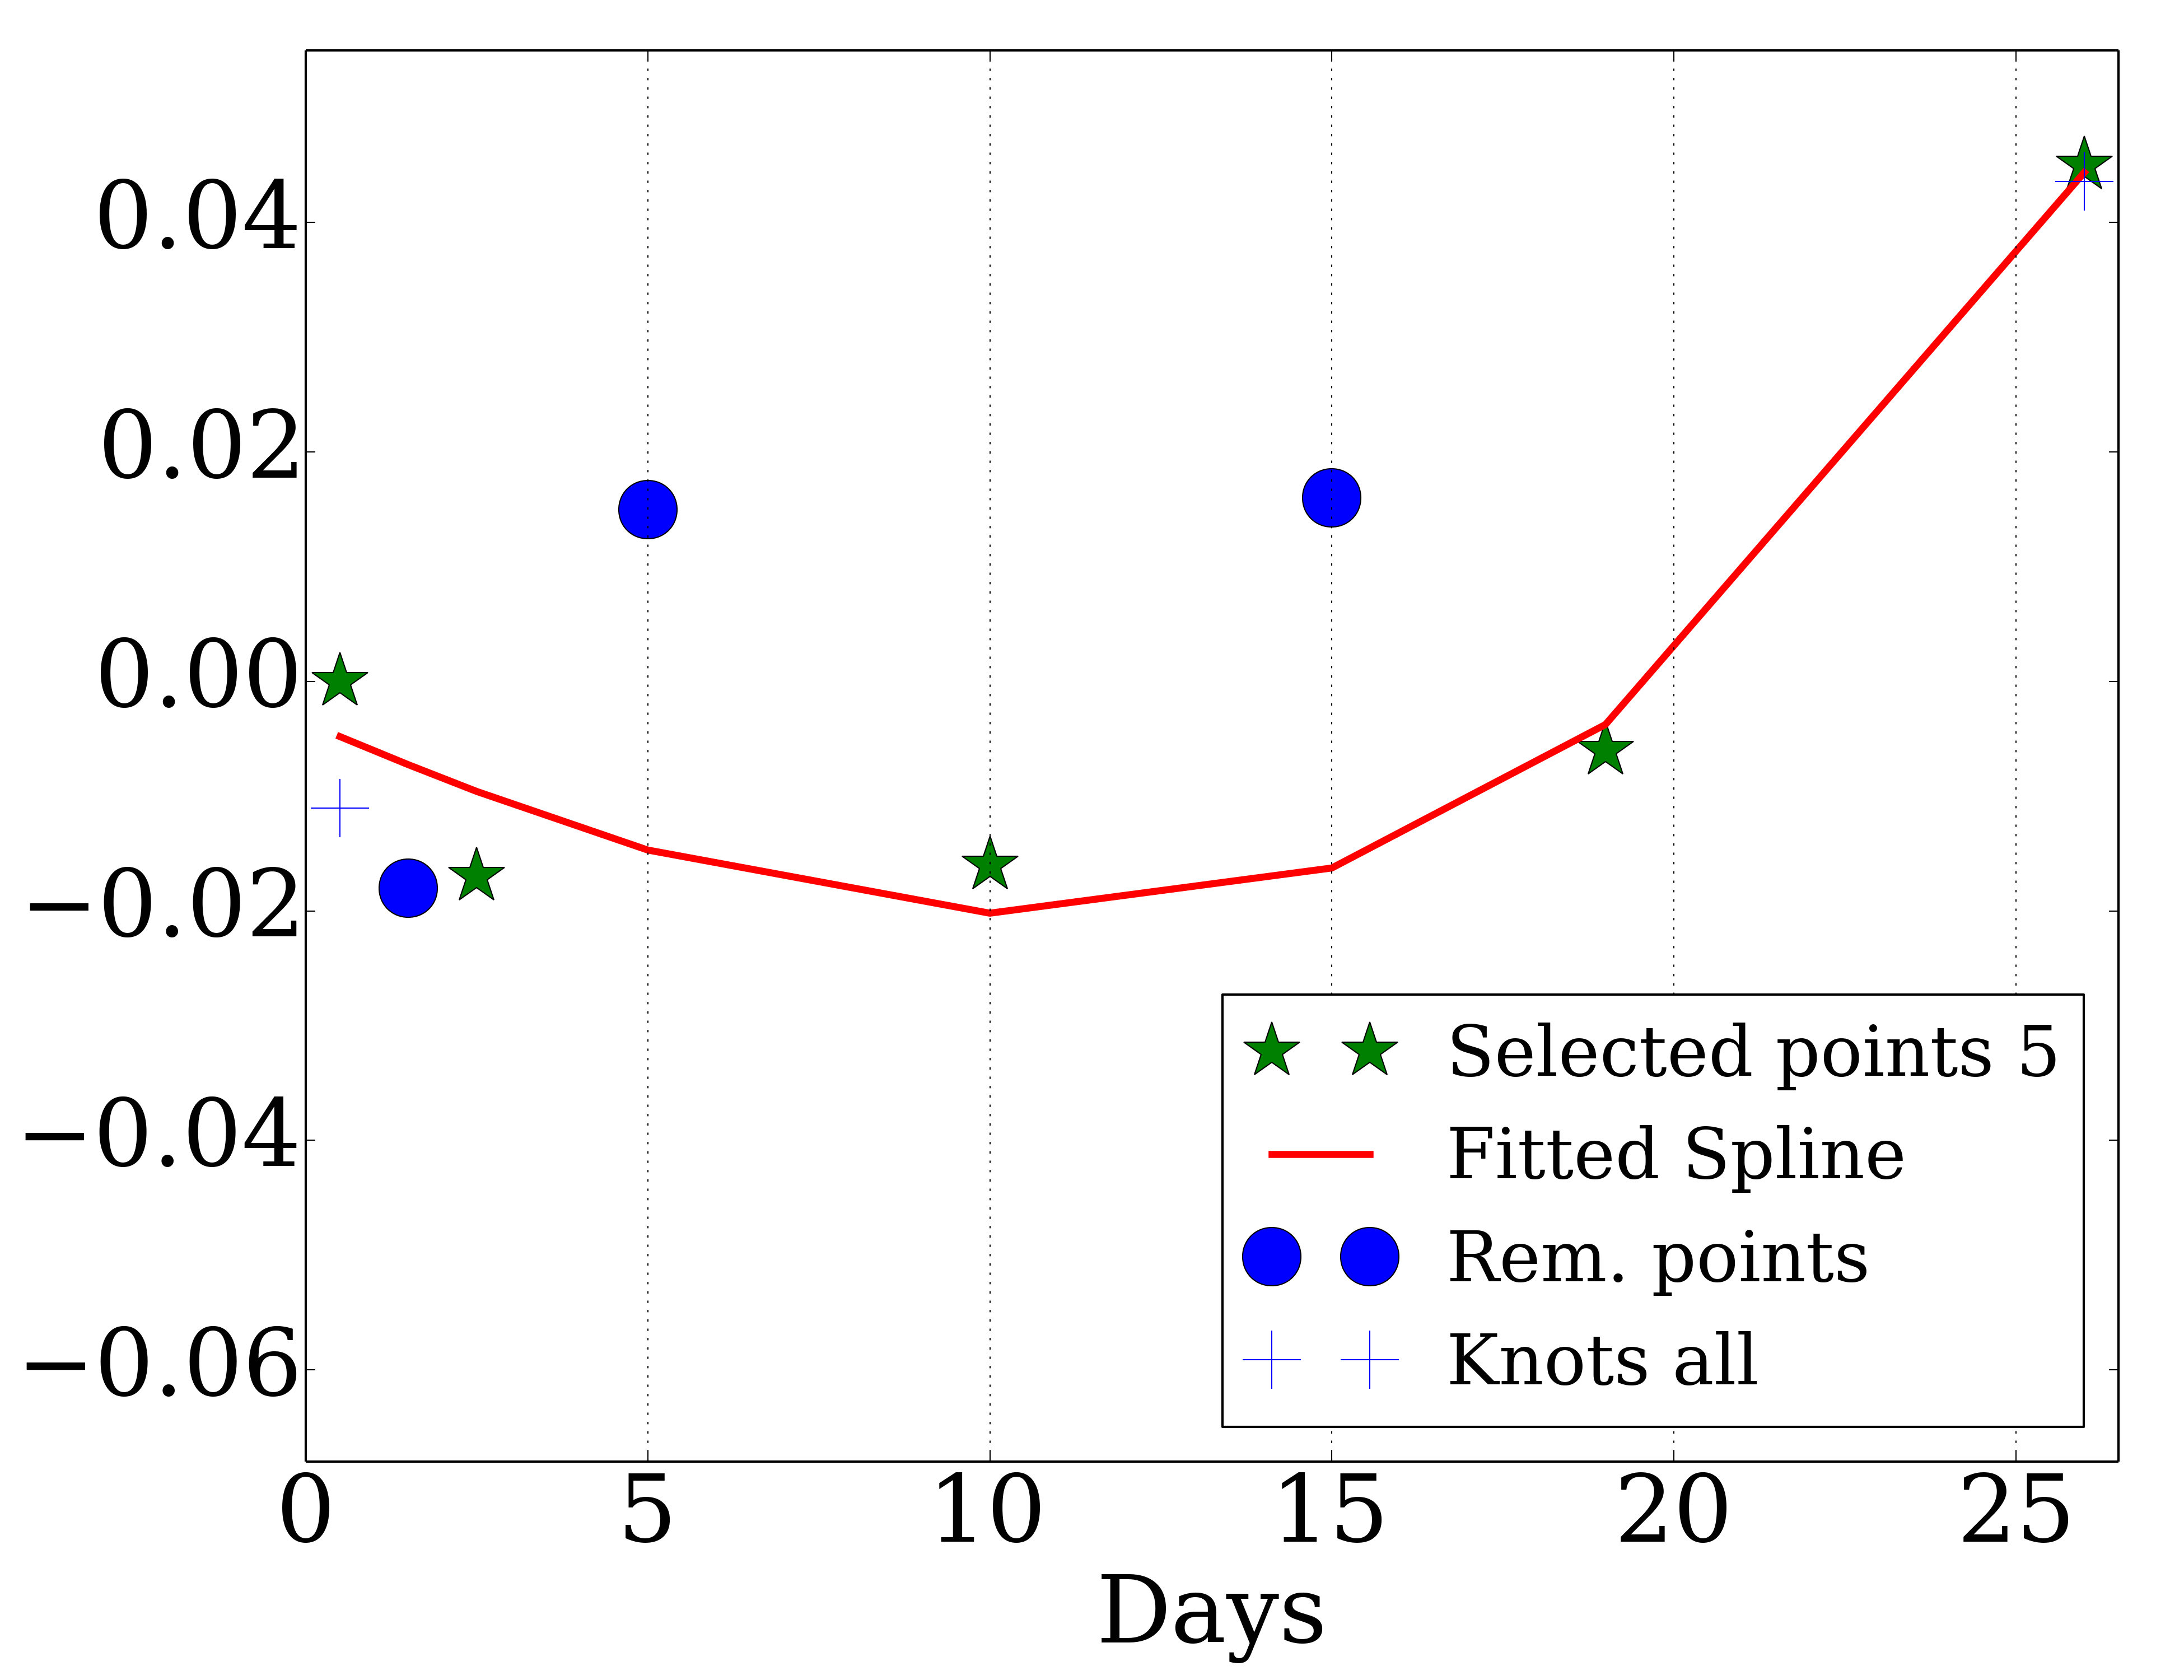 0.04
0.02
0.00
−0.02
−0.04
−0.06
Selected points 5
Fitted Spline
Rem. points
Knots all
0 5 10 15 20 25
Days